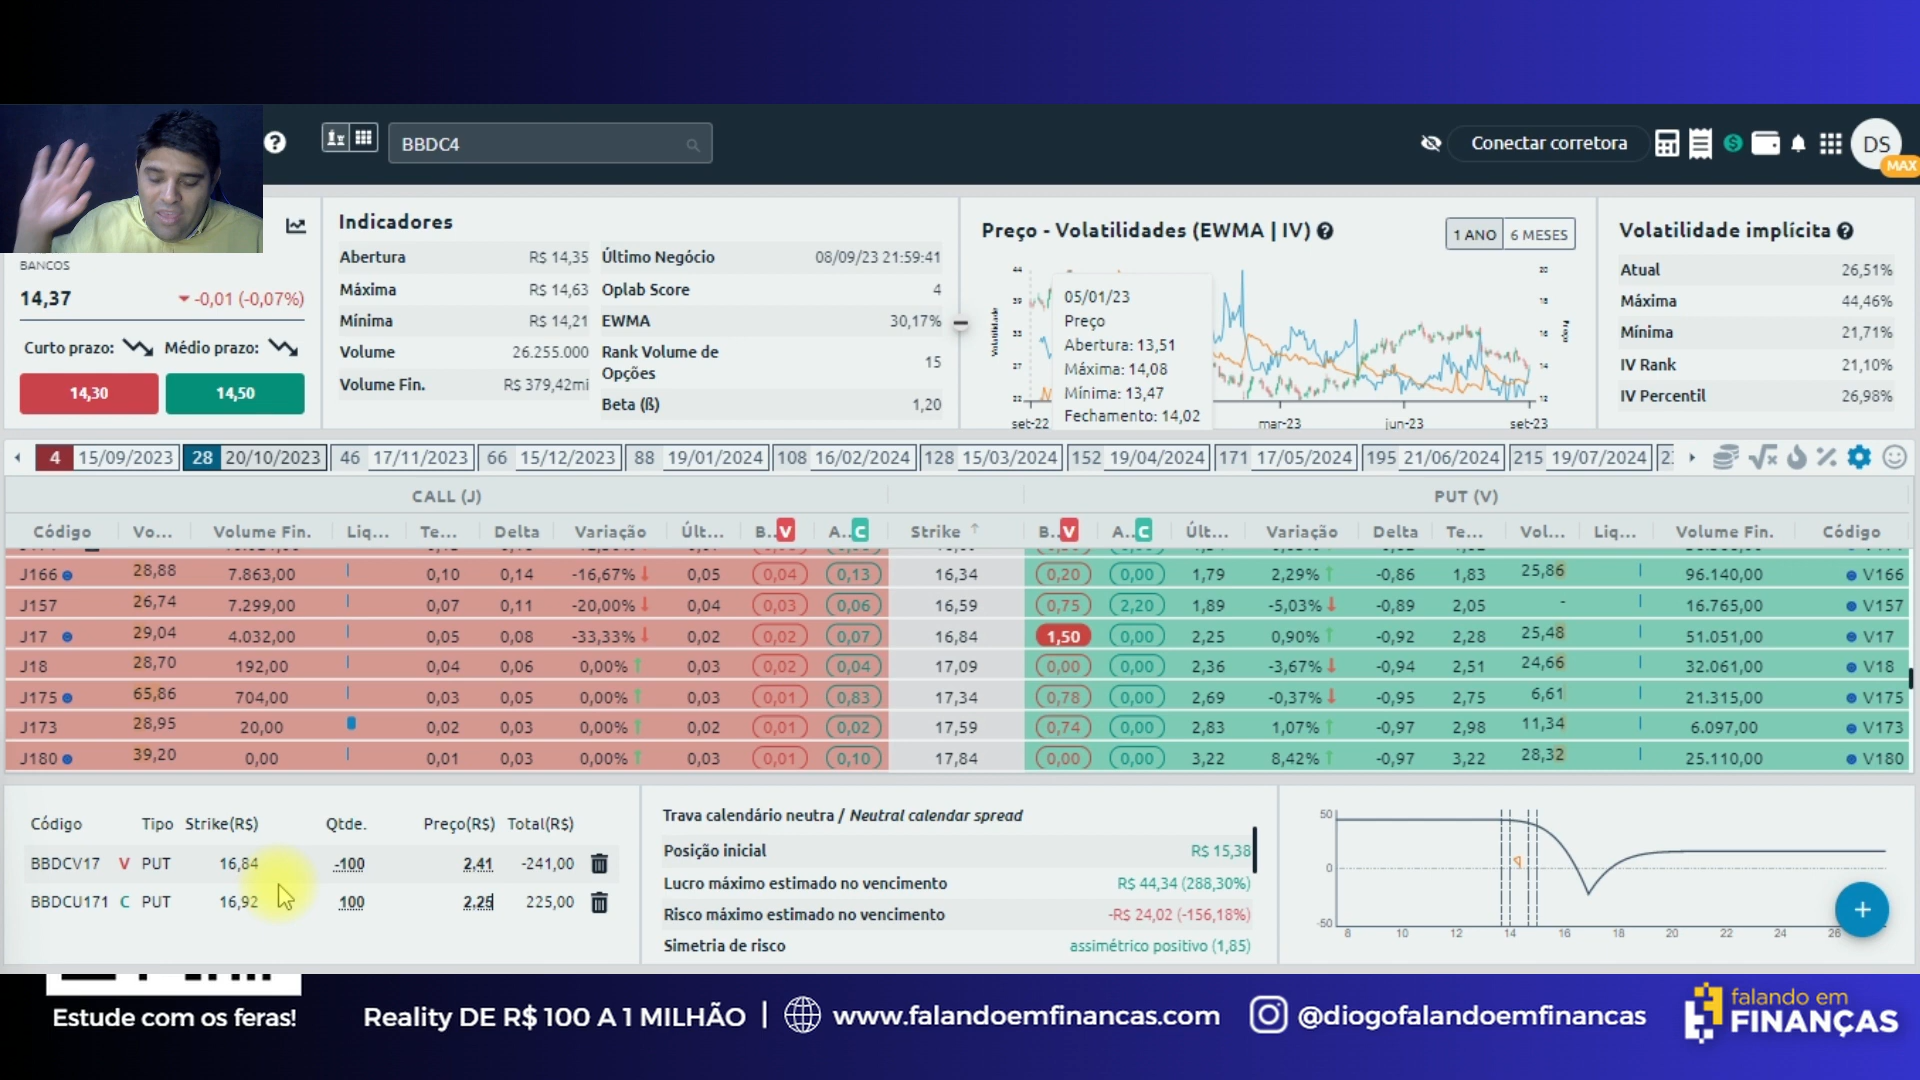 BBDC4
Conectar corretora
DS
MAX
BANCOS
14,37
-0,01 (-0,07%)
Curto prazo:
Médio prazo:
14,30
14,50
Indicadores
Abertura R$ 14,35
Máxima R$ 14,63
Mínima R$ 14,21
Volume 26.255.000
Volume Fin. R$ 379,42mi
Último Negócio 08/09/23 21:59:41
Oplab Score 4
EWMA 30,17%
Rank Volume de Opções 15
Beta (ß) 1,20
Preço - Volatilidades (EWMA | IV)
1 ANO
6 MESES
44
39
33
27
22
Volatilidade
20
18
16
14
12
Preço
05/01/23
Preço
Abertura: 13,51
Máxima: 14,08
Mínima: 13,47
Fechamento: 14,02
set-22 mar-23 jun-23 set-23
Volatilidade implícita
Atual 26,51%
Máxima 44,46%
Mínima 21,71%
IV Rank 21,10%
IV Percentil 26,98%
4 15/09/2023 28 20/10/2023 46 17/11/2023 66 15/12/2023 88 19/01/2024 108 16/02/2024 128 15/03/2024 152 19/04/2024 171 17/05/2024 195 21/06/2024 215 19/07/2024
CALL (J) PUT (V)
Código Vo... Volume Fin. Liq... Te... Delta Variação Últ... B..V A..C Strike B..V A..C Últ... Variação Delta Te... Vol... Liq... Volume Fin. Código
J166 28,88 7.863,00 0,10 0,14 -16,67% 0,05 0,04 0,13 16,34 0,20 0,00 1,79 2,29% -0,86 1,83 25,86 96.140,00 V166
J157 26,74 7.299,00 0,07 0,11 -20,00% 0,04 0,03 0,06 16,59 0,75 2,20 1,89 -5,03% -0,89 2,05 - 16.765,00 V157
J17 29,04 4.032,00 0,05 0,08 -33,33% 0,02 0,02 0,07 16,84 1,50 0,00 2,25 0,90% -0,92 2,28 25,48 51.051,00 V17
J18 28,70 192,00 0,04 0,06 0,00% 0,03 0,02 0,04 17,09 0,00 0,00 2,36 -3,67% -0,94 2,51 24,66 32.061,00 V18
J175 65,86 704,00 0,03 0,05 0,00% 0,03 0,01 0,83 17,34 0,78 0,00 2,69 -0,37% -0,95 2,75 6,61 21.315,00 V175
J173 28,95 20,00 0,02 0,03 0,00% 0,02 0,01 0,02 17,59 0,74 0,00 2,83 1,07% -0,97 2,98 11,34 6.097,00 V173
J180 39,20 0,00 0,01 0,03 0,00% 0,03 0,01 0,10 17,84 0,00 0,00 3,22 8,42% -0,97 3,22 28,32 25.110,00 V180
Código Tipo Strike(R$) Qtde. Preço(R$) Total(R$)
BBDCV17 V PUT 16,84 -100 2,41 -241,00
BBDCU171 C PUT 16,92 100 2,25 225,00
Trava calendário neutra / Neutral calendar spread
Posição inicial R$ 15,38
Lucro máximo estimado no vencimento R$ 44,34 (288,30%)
Risco máximo estimado no vencimento -R$ 24,02 (-156,18%)
Simetria de risco assimétrico positivo (1,85)
50
0
-50
8 10 12 14 16 18 20 22 24 26
+
Estude com os feras!
Reality DE R$ 100 A 1 MILHÃO |
www.falandoemfinancas.com
@diogofalandoemfinancas
falando em
FINANÇAS